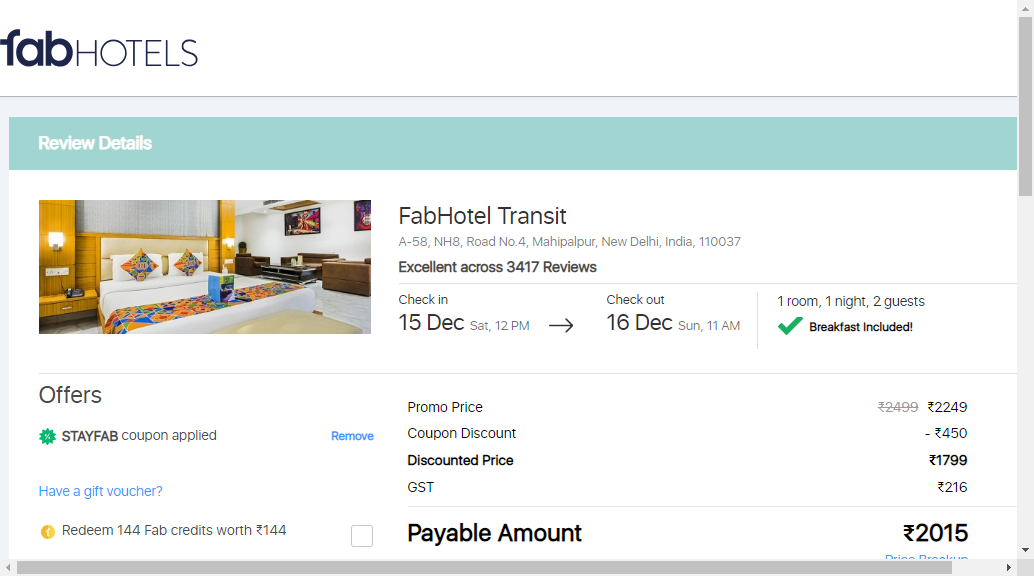 fabHOTELS
Review Details
FabHotel Transit
A-58, NH8, Road No.4, Mahipalpur, New Delhi, India, 110037
Excellent across 3417 Reviews
Check in
15 Dec Sat, 12 PM
Check out
16 Dec Sun, 11 AM
1 room, 1 night, 2 guests
Breakfast Included!
Offers
STAYFAB coupon applied Remove
Have a gift voucher?
Redeem 144 Fab credits worth ₹144
Promo Price ₹2499 ₹2249
Coupon Discount - ₹450
Discounted Price ₹1799
GST ₹216
Payable Amount ₹2015
Price Breakup